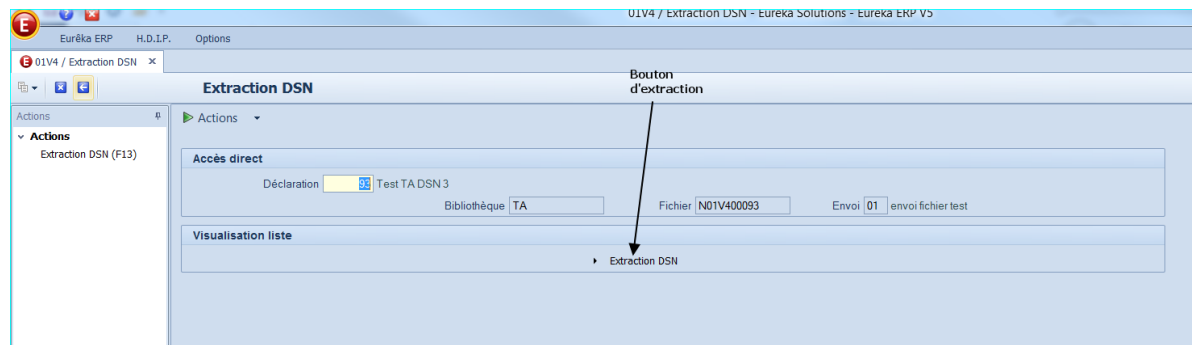 01V4 / Extraction DSN - Eureka Solutions - Eureka ERP V5
E
Eurêka ERP H.D.I.P. Options
01V4 / Extraction DSN ×
Extraction DSN
Bouton
d'extraction
Actions
Actions
Actions
Extraction DSN (F13)
Accès direct
Déclaration 93 Test TA DSN 3
Bibliothèque TA Fichier N01V400093 Envoi 01 envoi fichier test
Visualisation liste
Extraction DSN